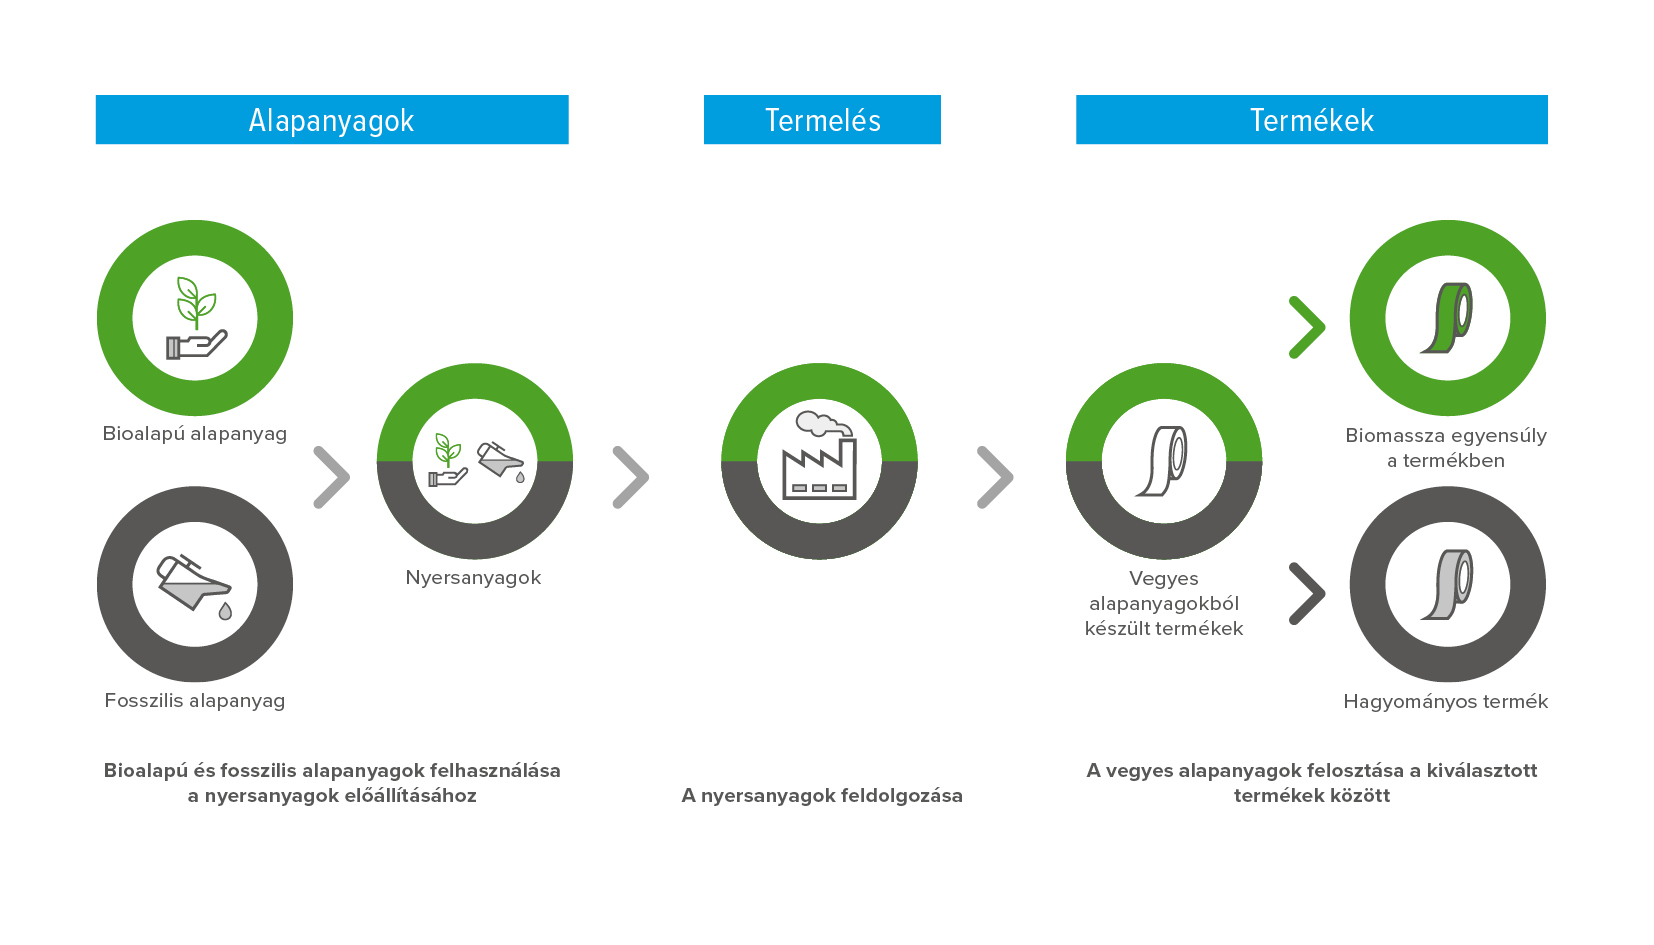 Alapanyagok
Termelés
Termékek
Bioalapú alapanyag
Fosszilis alapanyag
Nyersanyagok
Vegyes
alapanyagokból
készült termékek
Biomassza egyensúly
a termékben
Hagyományos termék
Bioalapú és fosszilis alapanyagok felhasználása
a nyersanyagok előállításához
A nyersanyagok feldolgozása
A vegyes alapanyagok felosztása a kiválasztott
termékek között